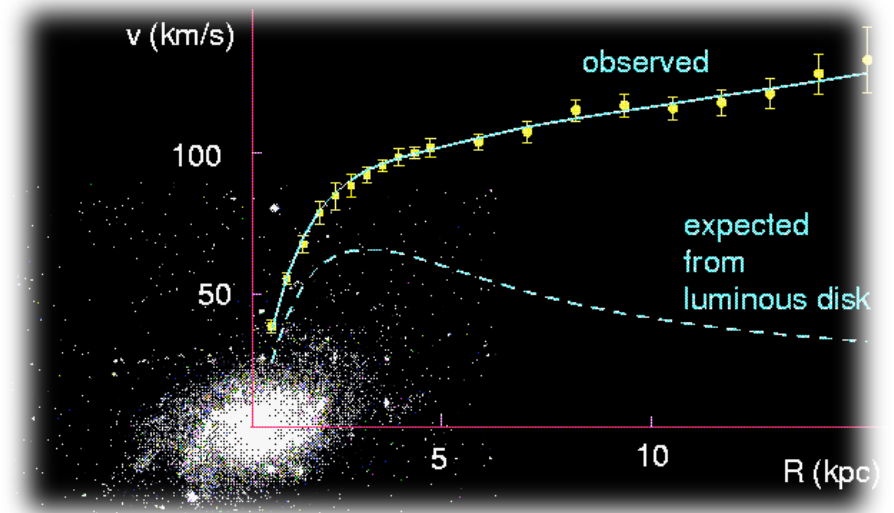 v (km/s)
observed
100
expected
from
luminous disk
50
5
10
R (kpc)